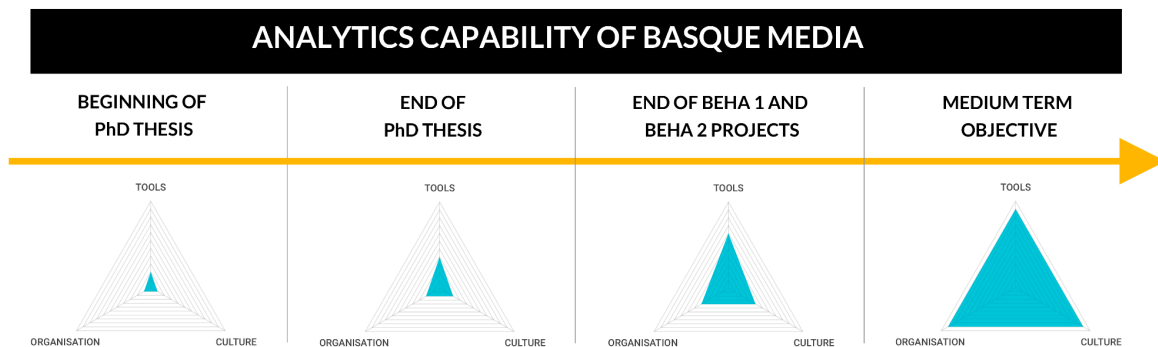 ANALYTICS CAPABILITY OF BASQUE MEDIA
BEGINNING OF
PhD THESIS
END OF
PhD THESIS
END OF BEHA 1 AND
BEHA 2 PROJECTS
MEDIUM TERM
OBJECTIVE
TOOLS
ORGANISATION
CULTURE
TOOLS
ORGANISATION
CULTURE
TOOLS
ORGANISATION
CULTURE
TOOLS
ORGANISATION
CULTURE